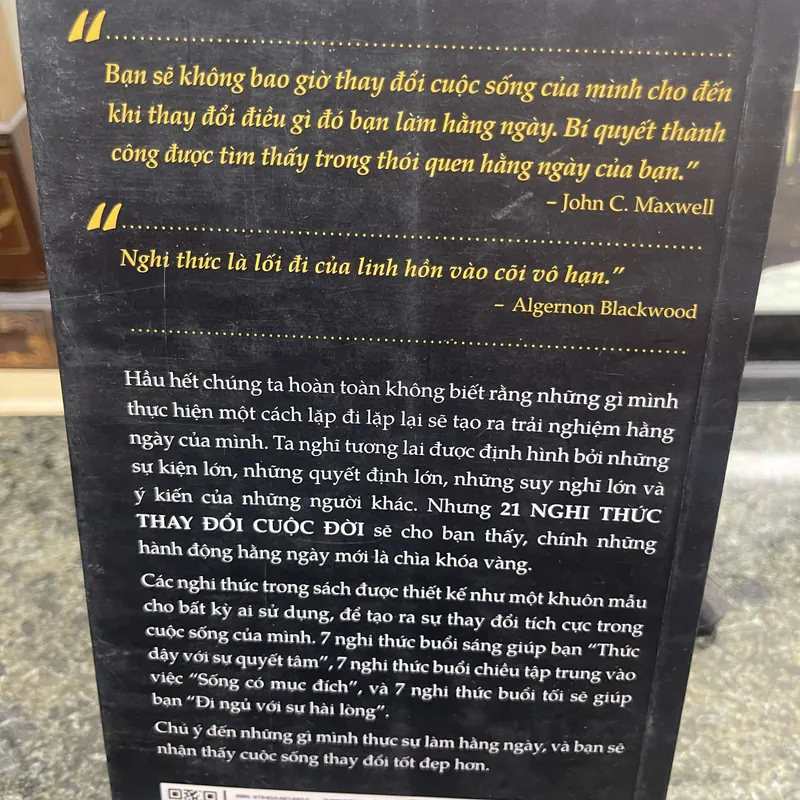 “
Bạn sẽ không bao giờ thay đổi cuộc sống của mình cho đến
khi thay đổi điều gì đó bạn làm hằng ngày. Bí quyết thành
công được tìm thấy trong thói quen hằng ngày của bạn.”
– John C. Maxwell
“
Nghi thức là lối đi của linh hồn vào cõi vô hạn.”
– Algernon Blackwood
Hầu hết chúng ta hoàn toàn không biết rằng những gì mình
thực hiện một cách lặp đi lặp lại sẽ tạo ra trải nghiệm hằng
ngày của mình. Ta nghĩ tương lai được định hình bởi những
sự kiện lớn, những quyết định lớn, những suy nghĩ lớn và
ý kiến của những người khác. Nhưng 21 NGHI THỨC
THAY ĐỔI CUỘC ĐỜI sẽ cho bạn thấy, chính những
hành động hằng ngày mới là chìa khóa vàng.
Các nghi thức trong sách được thiết kế như một khuôn mẫu
cho bất kỳ ai sử dụng, để tạo ra sự thay đổi tích cực trong
cuộc sống của mình. 7 nghi thức buổi sáng giúp bạn “Thức
dậy với sự quyết tâm”, 7 nghi thức buổi chiều tập trung vào
việc “Sống có mục đích”, và 7 nghi thức buổi tối sẽ giúp
bạn “Đi ngủ với sự hài lòng”.
Chủ ý đến những gì mình thực sự làm hằng ngày, và bạn sẽ
nhận thấy cuộc sống thay đổi tốt đẹp hơn.